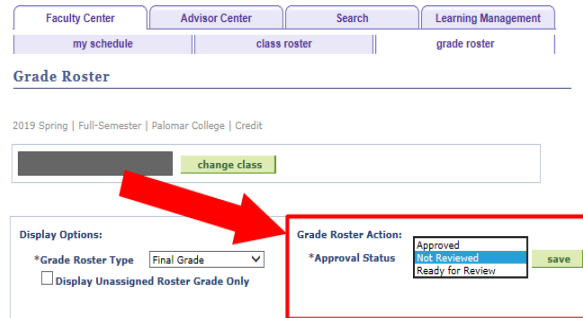 Faculty Center Advisor Center Search Learning Management
my schedule class roster grade roster
Grade Roster
2019 Spring | Full-Semester | Palomar College | Credit
change class
Display Options:
*Grade Roster Type Final Grade
Display Unassigned Roster Grade Only
Grade Roster Action:
*Approval Status
Approved
Not Reviewed
Ready for Review
save